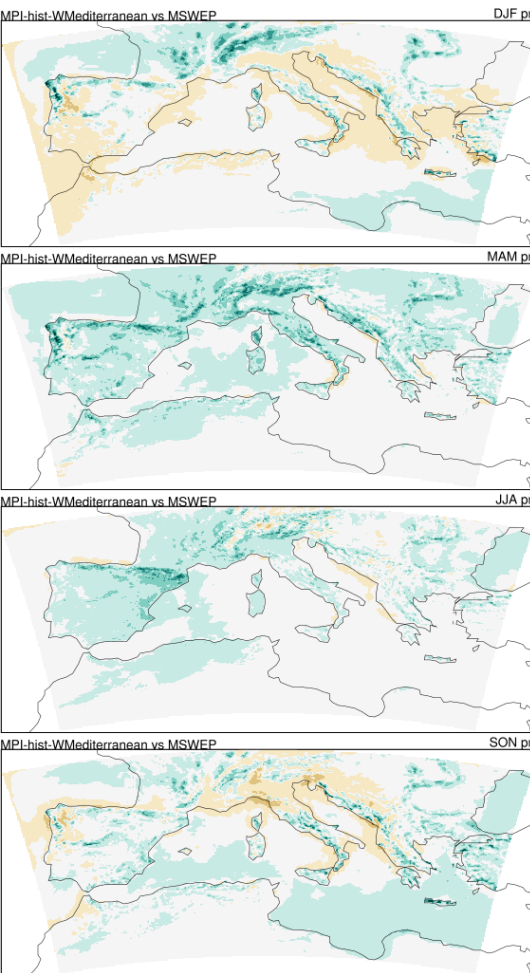 MPI-hist-WMediterranean vs MSWEP DJF pr
MPI-hist-WMediterranean vs MSWEP MAM pr
MPI-hist-WMediterranean vs MSWEP JJA pr
MPI-hist-WMediterranean vs MSWEP SON pr